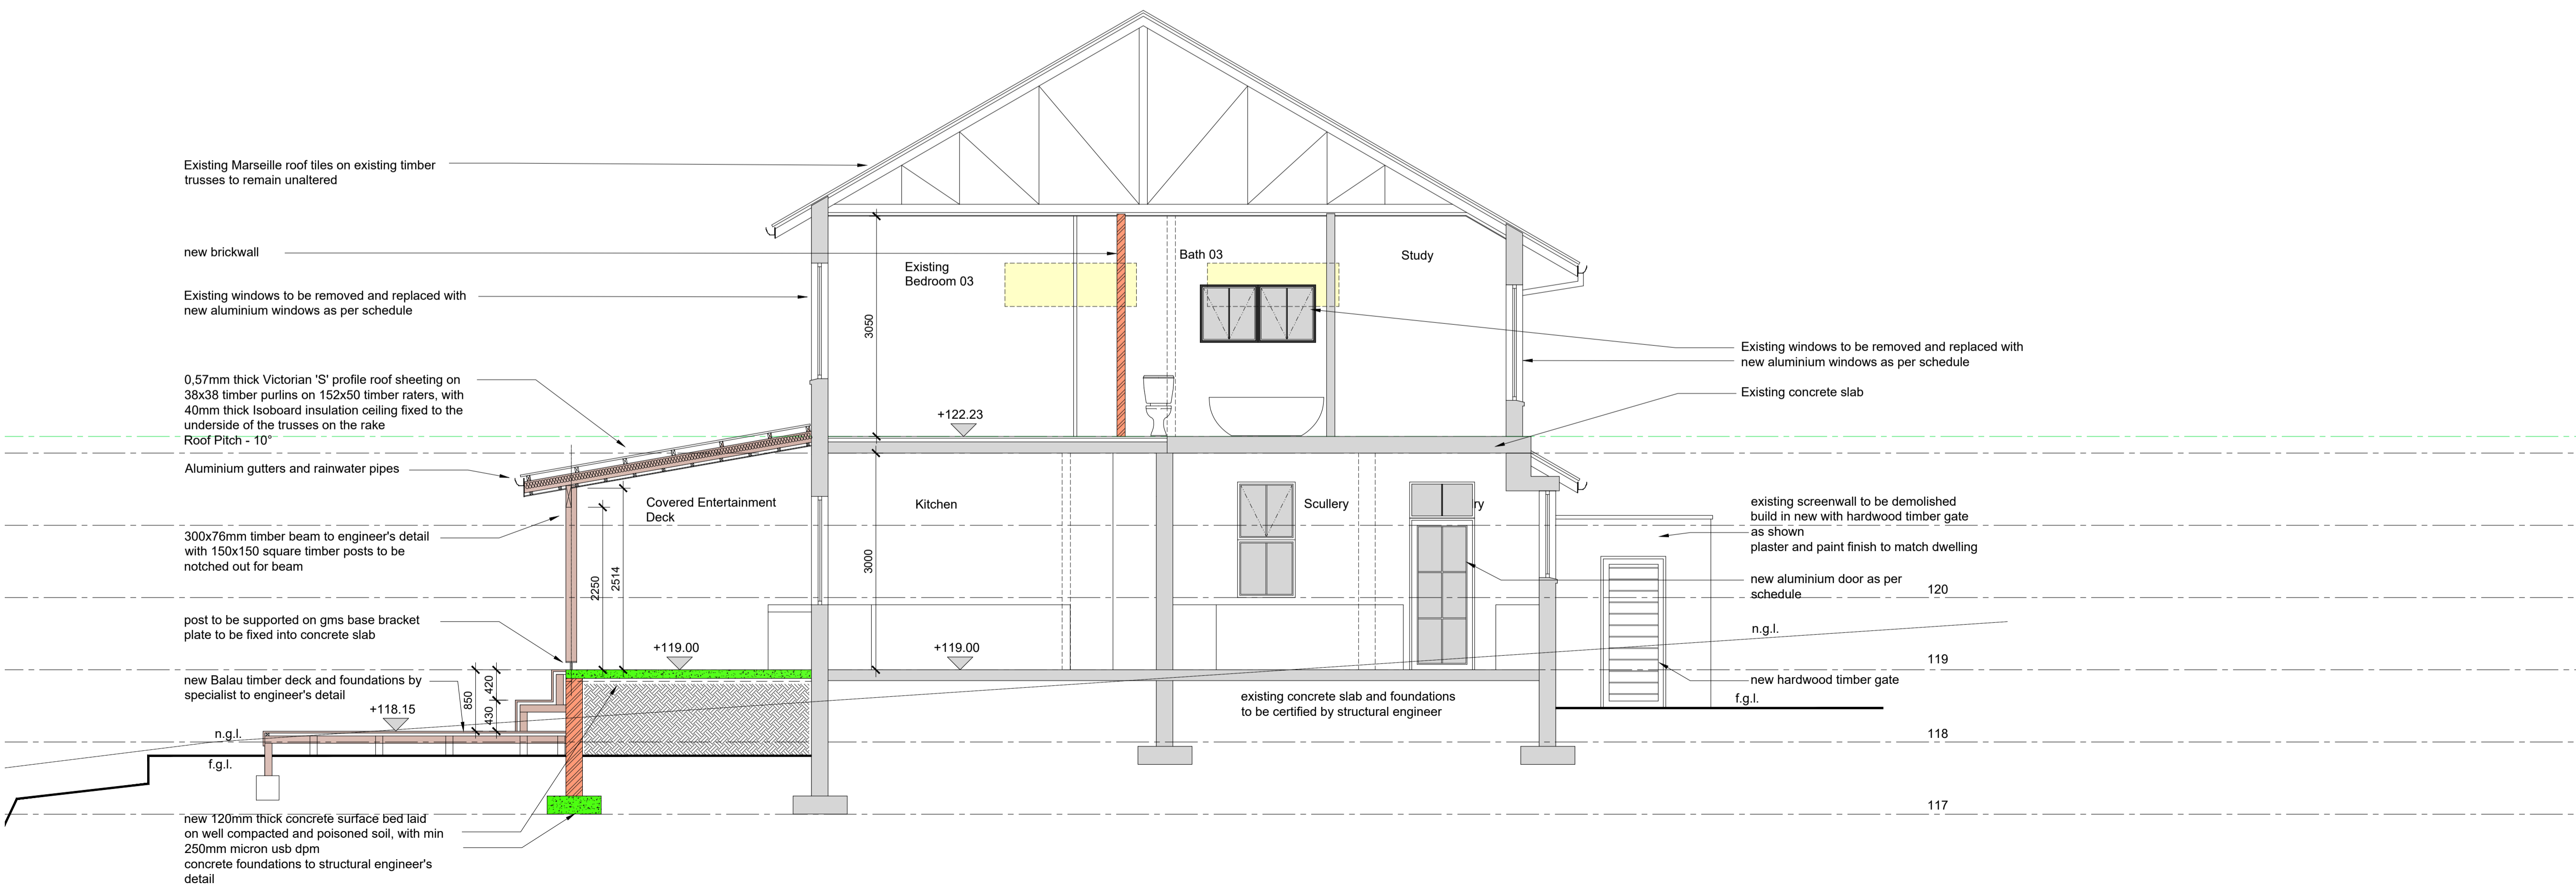 Existing Marseille roof tiles on existing timber
trusses to remain unaltered
new brickwall
Existing windows to be removed and replaced with
new aluminium windows as per schedule
0,57mm thick Victorian 'S' profile roof sheeting on
38x38 timber purlins on 152x50 timber raters, with
40mm thick Isoboard insulation ceiling fixed to the
underside of the trusses on the rake
Roof Pitch - 10°
Aluminium gutters and rainwater pipes
300x76mm timber beam to engineer's detail
with 150x150 square timber posts to be
notched out for beam
post to be supported on gms base bracket
plate to be fixed into concrete slab
new Balau timber deck and foundations by
specialist to engineer's detail
+118.15
n.g.l.
f.g.l.
new 120mm thick concrete surface bed laid
on well compacted and poisoned soil, with min
250mm micron usb dpm
concrete foundations to structural engineer's
detail
850
420
430
2250
2514
Covered Entertainment
Deck
+119.00
Existing
Bedroom 03
3050
+122.23
Bath 03
Study
Kitchen
3000
+119.00
Scullery
ry
existing concrete slab and foundations
to be certified by structural engineer
Existing windows to be removed and replaced with
new aluminium windows as per schedule
Existing concrete slab
existing screenwall to be demolished
build in new with hardwood timber gate
as shown
plaster and paint finish to match dwelling
new aluminium door as per
schedule
120
n.g.l.
119
new hardwood timber gate
f.g.l.
118
117